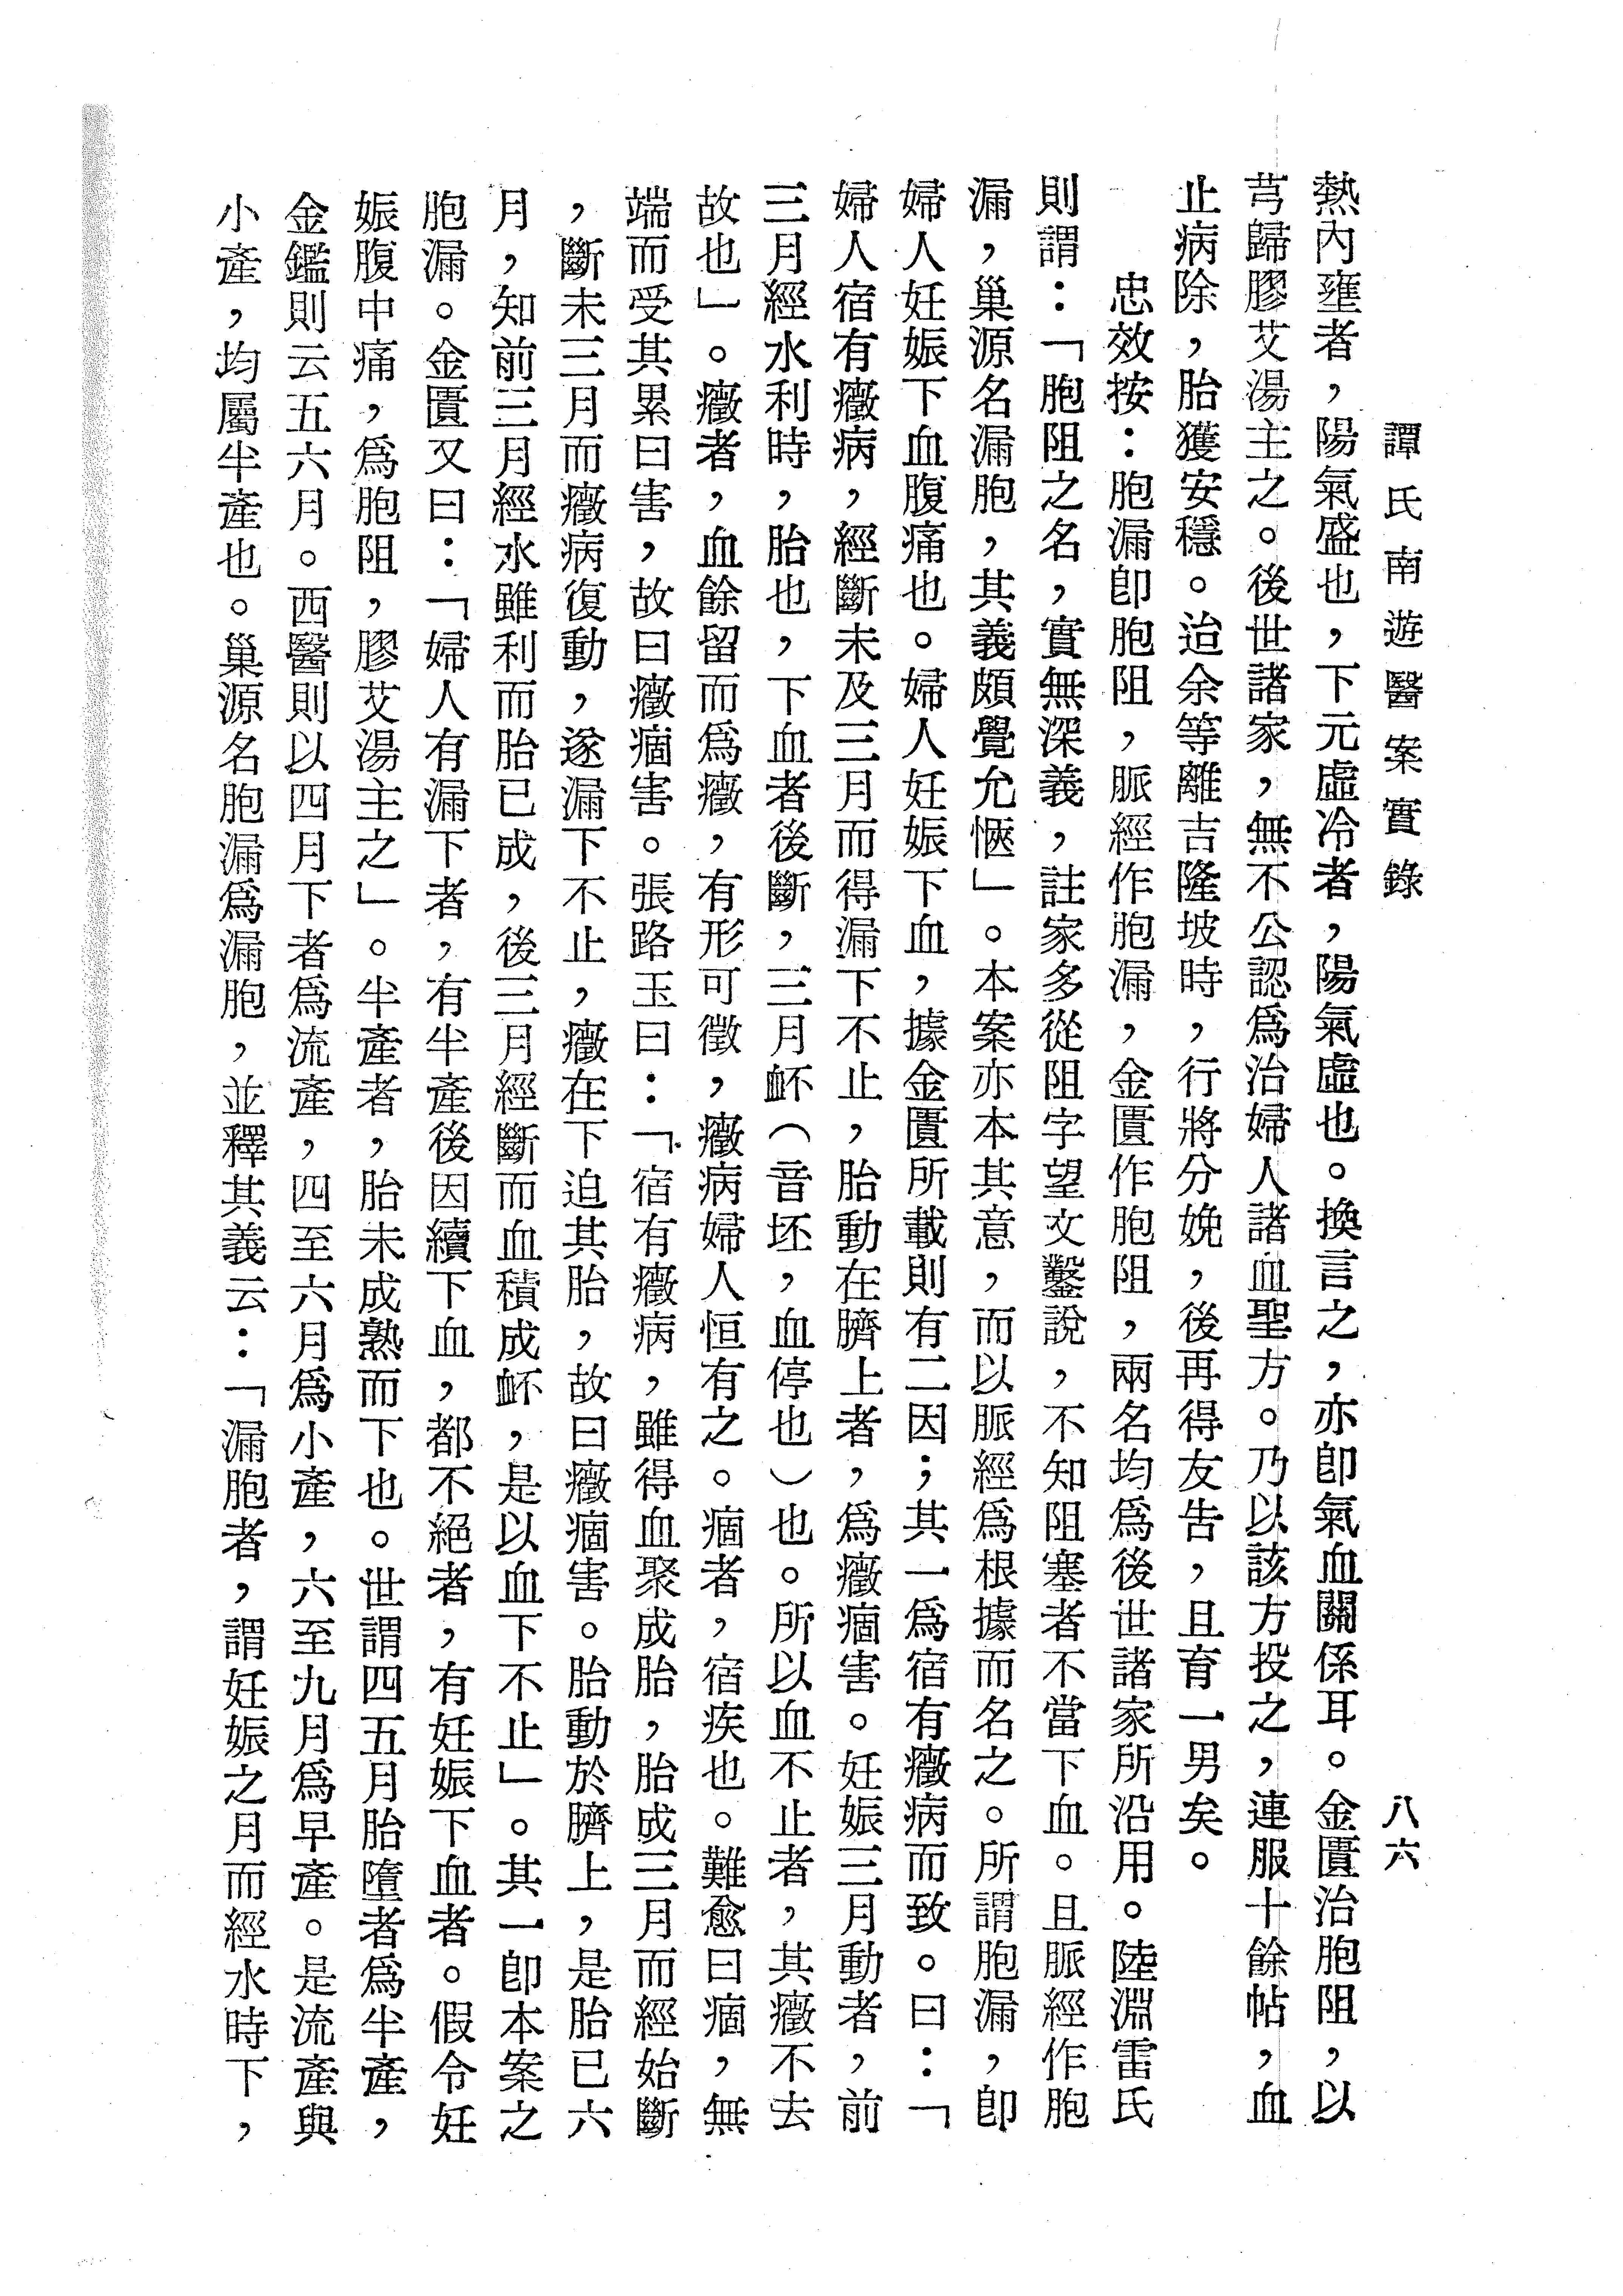 譚氏南遊醫案實錄
八六
熱內壅者，陽氣盛也，下元虛冷者，陽氣虛也。換言之，亦卽氣血關係耳。金匱治胞阻，以
芎歸膠艾湯主之。後世諸家，無不公認爲治婦人諸血聖方。乃以該方投之，連服十餘帖，血
止病除，胎獲安穩。迨余等離吉隆坡時，行將分娩，後再得友吿，且育一男矣。
忠效按：胞漏卽胞阻，脈經作胞漏，金匱作胞阻，兩名均爲後世諸家所沿用。陸淵雷氏
則謂：「胞阻之名，實無深義，註家多從阻字望文鑿說，不知阻塞者不當下血。且脈經作胞
漏，巢源名漏胞，其義頗覺允愜」。本案亦本其意，而以脈經爲根據而名之。所謂胞漏，卽
婦人妊娠下血腹痛也。婦人妊娠下血，據金匱所載則有二因；其一爲宿有癥病而致。曰：「
婦人宿有癥病，經斷未及三月而得漏下不止，胎動在臍上者，爲癥痼害。妊娠三月動者，前
三月經水利時，胎也，下血者後斷，三月衃（音坯，血停也）也。所以血不止者，其癥不去
故也」。癥者，血餘留而爲癥，有形可徵，癥病婦人恒有之。痼者，宿疾也。難愈曰痼，無
端而受其累曰害，故曰癥痼害。張路玉曰：「宿有癥病，雖得血聚成胎，胎成三月而經始斷
，斷未三月而癥病復動，遂漏下不止，癥在下迫其胎，故曰癥痼害。胎動於臍上，是胎已六
月，知前三月經水雖利而胎已成，後三月經斷而血積成衃，是以血下不止」。其一卽本案之
胞漏。金匱又曰：「婦人有漏下者，有半產後因續下血，都不絕者，有妊娠下血者。假令妊
娠腹中痛，爲胞阻，膠艾湯主之」。半產者，胎未成熟而下也。世謂四五月胎墮者爲半產，
金鑑則云五六月。西醫則以四月下者爲流產，四至六月爲小產，六至九月爲早產。是流產與
小產，均屬半產也。巢源名胞漏爲漏胞，並釋其義云：「漏胞者，謂妊娠之月而經水時下，